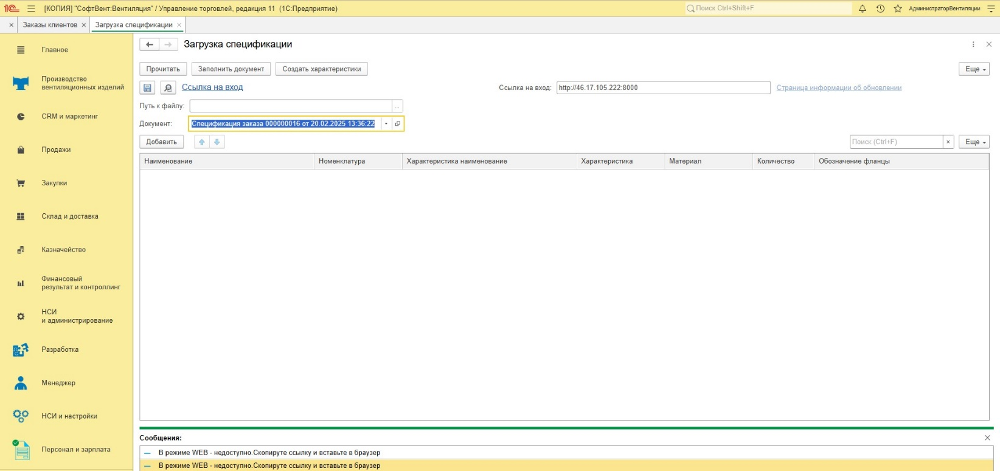 [КОПИЯ] "СофтВент:Вентиляция" / Управление торговлей, редакция 11 (1С:Предприятие)
Поиск Ctrl+Shift+F
АдминистраторВентиляции
Заказы клиентов
Загрузка спецификации
Главное
Производство
вентиляционных изделий
CRM и маркетинг
Продажи
Закупки
Склад и доставка
Казначейство
Финансовый
результат и контроллинг
НСИ
и администрирование
Разработка
Менеджер
НСИ и настройки
Персонал и зарплата
Загрузка спецификации
Прочитать
Заполнить документ
Создать характеристики
Еще
Ссылка на вход
Ссылка на вход: http://46.17.105.222:8000
Страница информации об обновлении
Путь к файлу:
Документ: Спецификация заказа 000000016 от 20.02.2025 13:36:22
Добавить
Поиск (Ctrl+F)
Еще
Наименование
Номенклатура
Характеристика наименование
Характеристика
Материал
Количество
Обозначение фланцы
Сообщения:
В режиме WEB - недоступно.Скопируте ссылку и вставьте в браузер
В режиме WEB - недоступно.Скопируте ссылку и вставьте в браузер